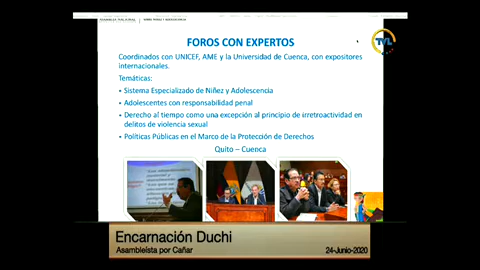 FOROS CON EXPERTOS
Coordinados con UNICEF, AME y la Universidad de Cuenca, con expositores
internacionales.
Temáticas:
• Sistema Especializado de Niñez y Adolescencia
• Adolescentes con responsabilidad penal
• Derecho al tiempo como una excepción al principio de irretroactividad en
delitos de violencia sexual
• Políticas Públicas en el Marco de la Protección de Derechos
Quito – Cuenca
TVL
Encarnación Duchi
Asambleísta por Cañar
24-Junio-2020